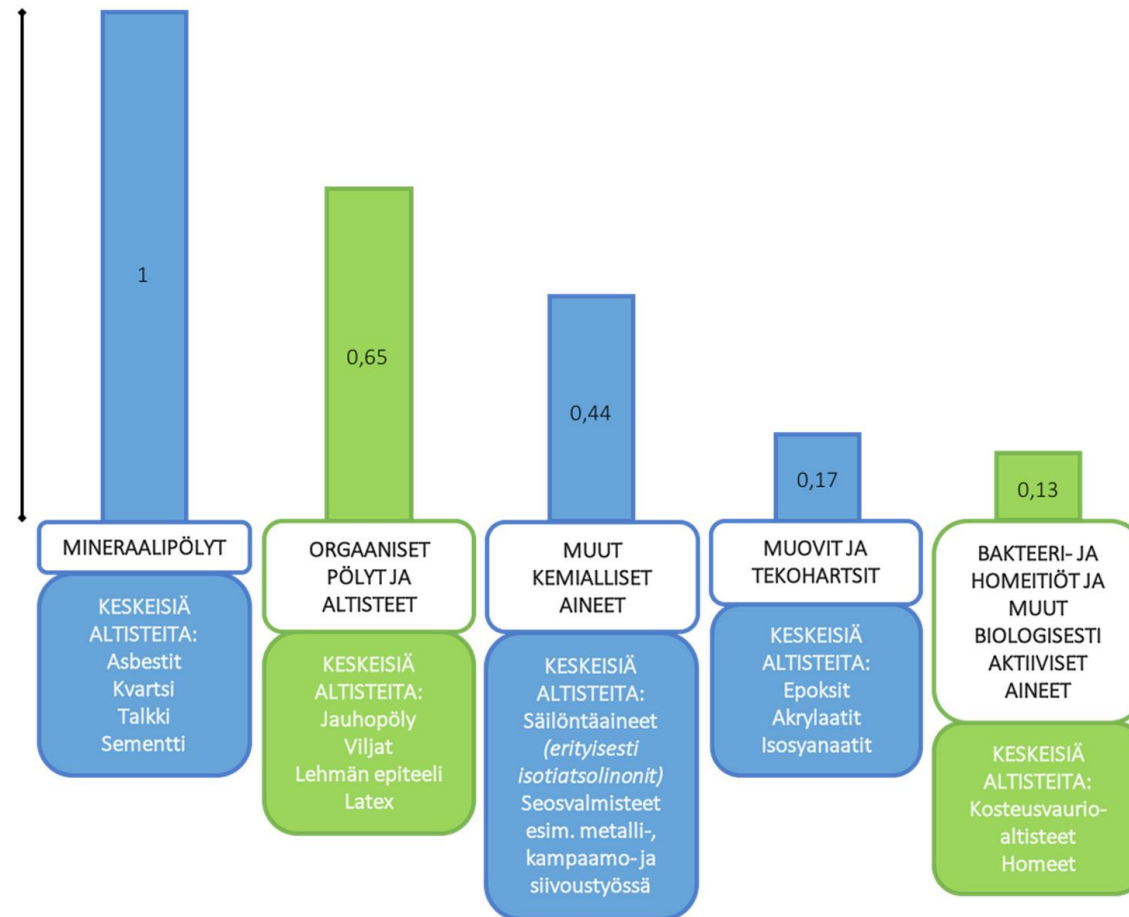 1
MINERAALIPÖLYT
KESKEISIÄ
ALTISTEITA:
Asbestit
Kvartsi
Talkki
Sementti
0,65
ORGAANISET
PÖLYT JA
ALTISTEET
KESKEISIÄ
ALTISTEITA:
Jauhopöly
Viljat
Lehmän epiteeli
Latex
0,44
MUUT
KEMIALLISET
AINEET
KESKEISIÄ
ALTISTEITA:
Säilöntäaineet
(erityisesti
isotiatsolinonit)
Seosvalmisteet
esim. metalli-,
kampaamo- ja
siivoustyössä
0,17
MUOVIT JA
TEKOHARTSIT
KESKEISIÄ
ALTISTEITA:
Epoksit
Akrylaatit
Isosyanaatit
0,13
BAKTEERI- JA
HOMEITIÖT JA
MUUT
BIOLOGISESTI
AKTIIVISET
AINEET
KESKEISIÄ
ALTISTEITA:
Kosteusvaurio-
altisteet
Homeet